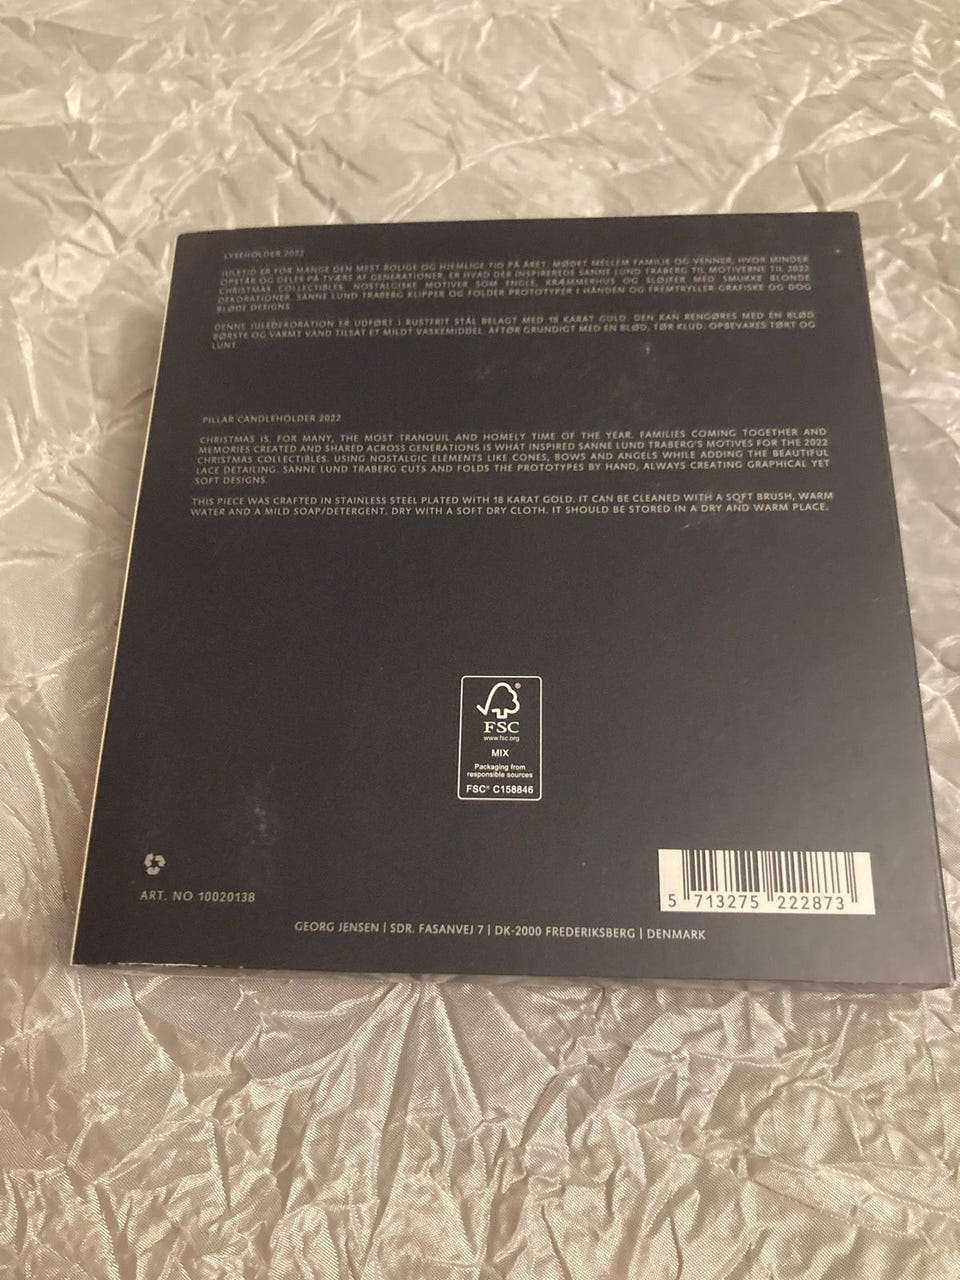 LYSEHOLDER 2022
JULETID ER FOR MANGE DEN MEST ROLIGE OG HJEMLIGE TID PÅ ÅRET. MØDET MELLEM FAMILIE OG VENNER, HVOR MINDER
OPSTÅR OG DELES PÅ TVÆRS AF GENERATIONER, ER HVAD DER INSPIREREDE SANNE LUND TRABERG TIL MOTIVERNE TIL 2022
CHRISTMAS COLLECTIBLES. NOSTALGISKE MOTIVER SOM ENGLE, KRÆMMERHUS OG SLØJFER MED SMUKKE BLONDE
DEKORATIONER. SANNE LUND TRABERG KLIPPER OG FOLDER PROTOTYPER I HÅNDEN OG FREMTRYLLER GRAFISKE OG DOG
BLØDE DESIGNS.
DENNE JULEDEKORATION ER UDFØRT I RUSTFRIT STÅL BELAGT MED 18 KARAT GULD. DEN KAN RENGØRES MED EN BLØD
BØRSTE OG VARMT VAND TILSAT ET MILDT VASKEMIDDEL. AFTØR GRUNDIGT MED EN BLØD, TØR KLUD. OPBEVARES TØRT OG
LUNT.
PILLAR CANDLEHOLDER 2022
CHRISTMAS IS, FOR MANY, THE MOST TRANQUIL AND HOMELY TIME OF THE YEAR. FAMILIES COMING TOGETHER AND
MEMORIES CREATED AND SHARED ACROSS GENERATIONS IS WHAT INSPIRED SANNE LUND TRABERG'S MOTIVES FOR THE 2022
CHRISTMAS COLLECTIBLES. USING NOSTALGIC ELEMENTS LIKE CONES, BOWS AND ANGELS WHILE ADDING THE BEAUTIFUL
LACE DETAILING. SANNE LUND TRABERG CUTS AND FOLDS THE PROTOTYPES BY HAND, ALWAYS CREATING GRAPHICAL YET
SOFT DESIGNS.
THIS PIECE WAS CRAFTED IN STAINLESS STEEL PLATED WITH 18 KARAT GOLD. IT CAN BE CLEANED WITH A SOFT BRUSH, WARM
WATER AND A MILD SOAP/DETERGENT. DRY WITH A SOFT DRY CLOTH. IT SHOULD BE STORED IN A DRY AND WARM PLACE.
FSC®
www.fsc.org
MIX
Packaging from
responsible sources
FSC® C158846
ART. NO 10020138
5 713275 222873
GEORG JENSEN | SDR. FASANVEJ 7 | DK-2000 FREDERIKSBERG | DENMARK